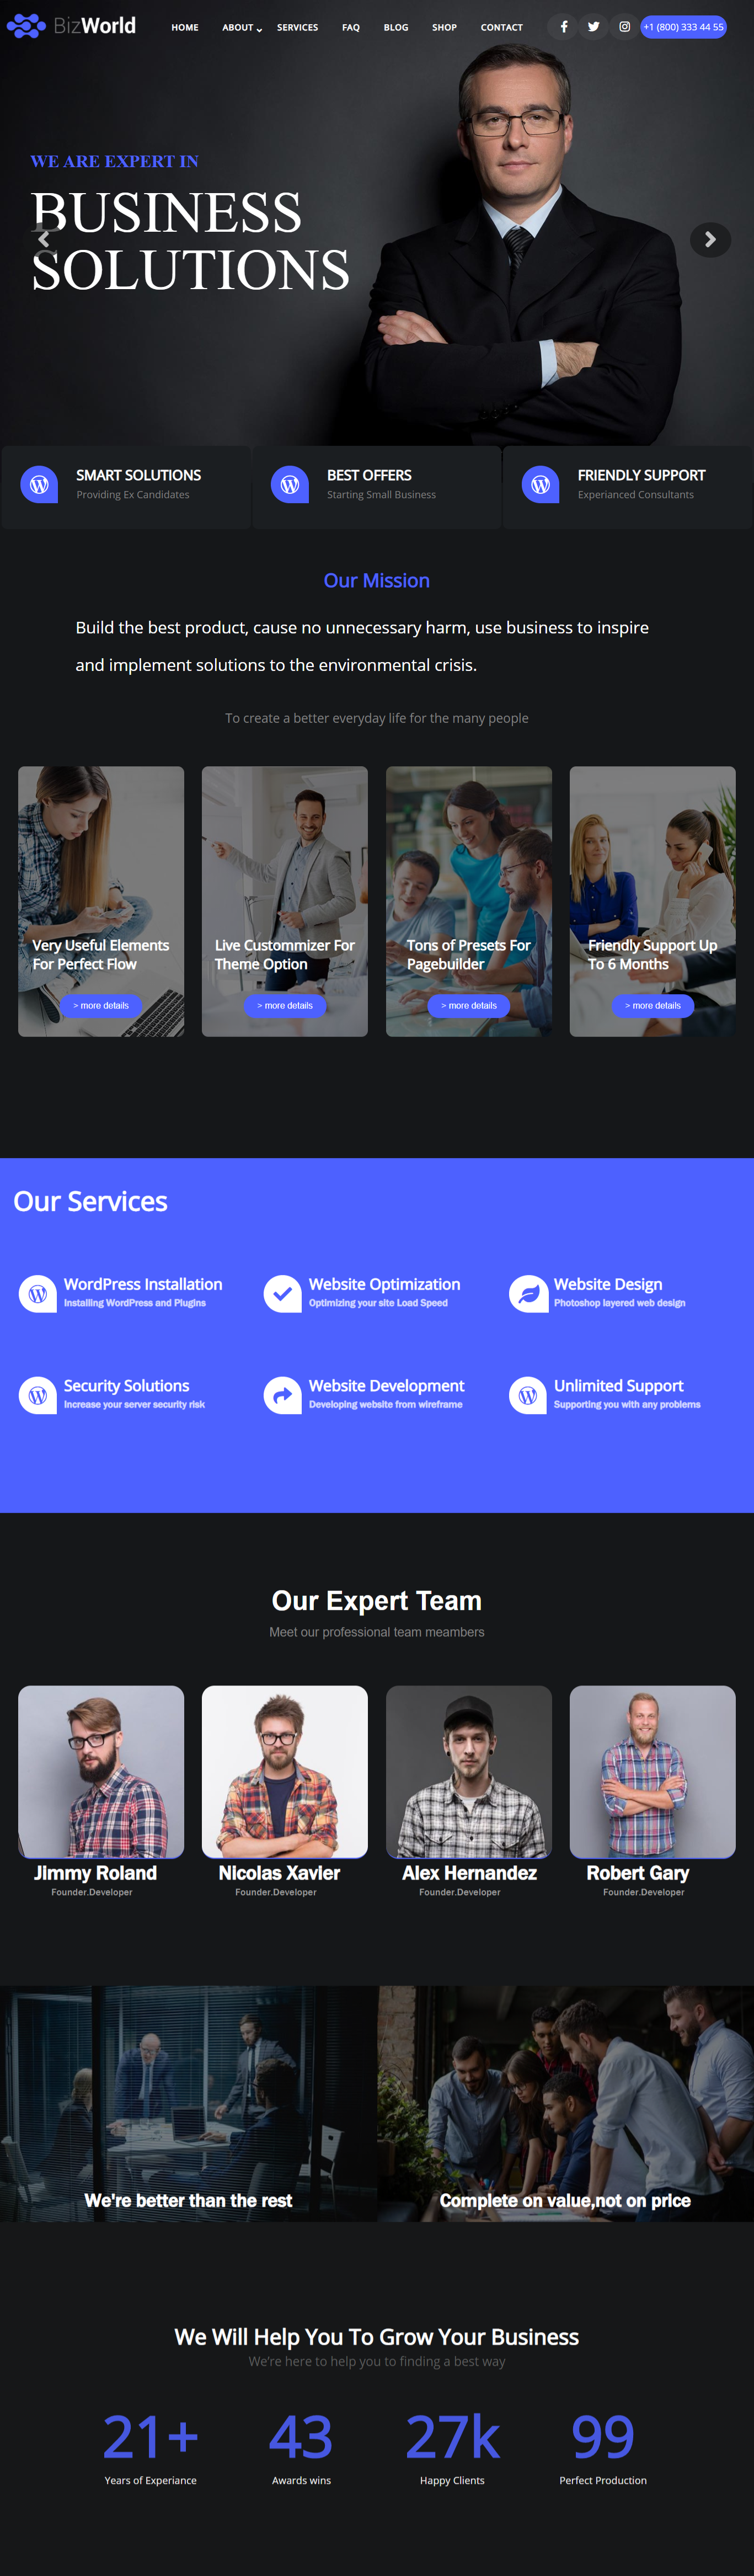 BizWorld
HOME ABOUT SERVICES FAQ BLOG SHOP CONTACT +1 (800) 333 44 55
WE ARE EXPERT IN
BUSINESS
SOLUTIONS
SMART SOLUTIONS
Providing Ex Candidates
BEST OFFERS
Starting Small Business
FRIENDLY SUPPORT
Experianced Consultants
Our Mission
Build the best product, cause no unnecessary harm, use business to inspire
and implement solutions to the environmental crisis.
To create a better everyday life for the many people
Very Useful Elements
For Perfect Flow
> more details
Live Custommizer For
Theme Option
> more details
Tons of Presets For
Pagebuilder
> more details
Friendly Support Up
To 6 Months
> more details
Our Services
WordPress Installation
Installing WordPress and Plugins
Website Optimization
Optimizing your site Load Speed
Website Design
Photoshop layered web design
Security Solutions
Increase your server security risk
Website Development
Developing website from wireframe
Unlimited Support
Supporting you with any problems
Our Expert Team
Meet our professional team meambers
Jimmy Roland
Founder.Developer
Nicolas Xavier
Founder.Developer
Alex Hernandez
Founder.Developer
Robert Gary
Founder.Developer
We're better than the rest
Complete on value,not on price
We Will Help You To Grow Your Business
We're here to help you to finding a best way
21+
Years of Experiance
43
Awards wins
27k
Happy Clients
99
Perfect Production